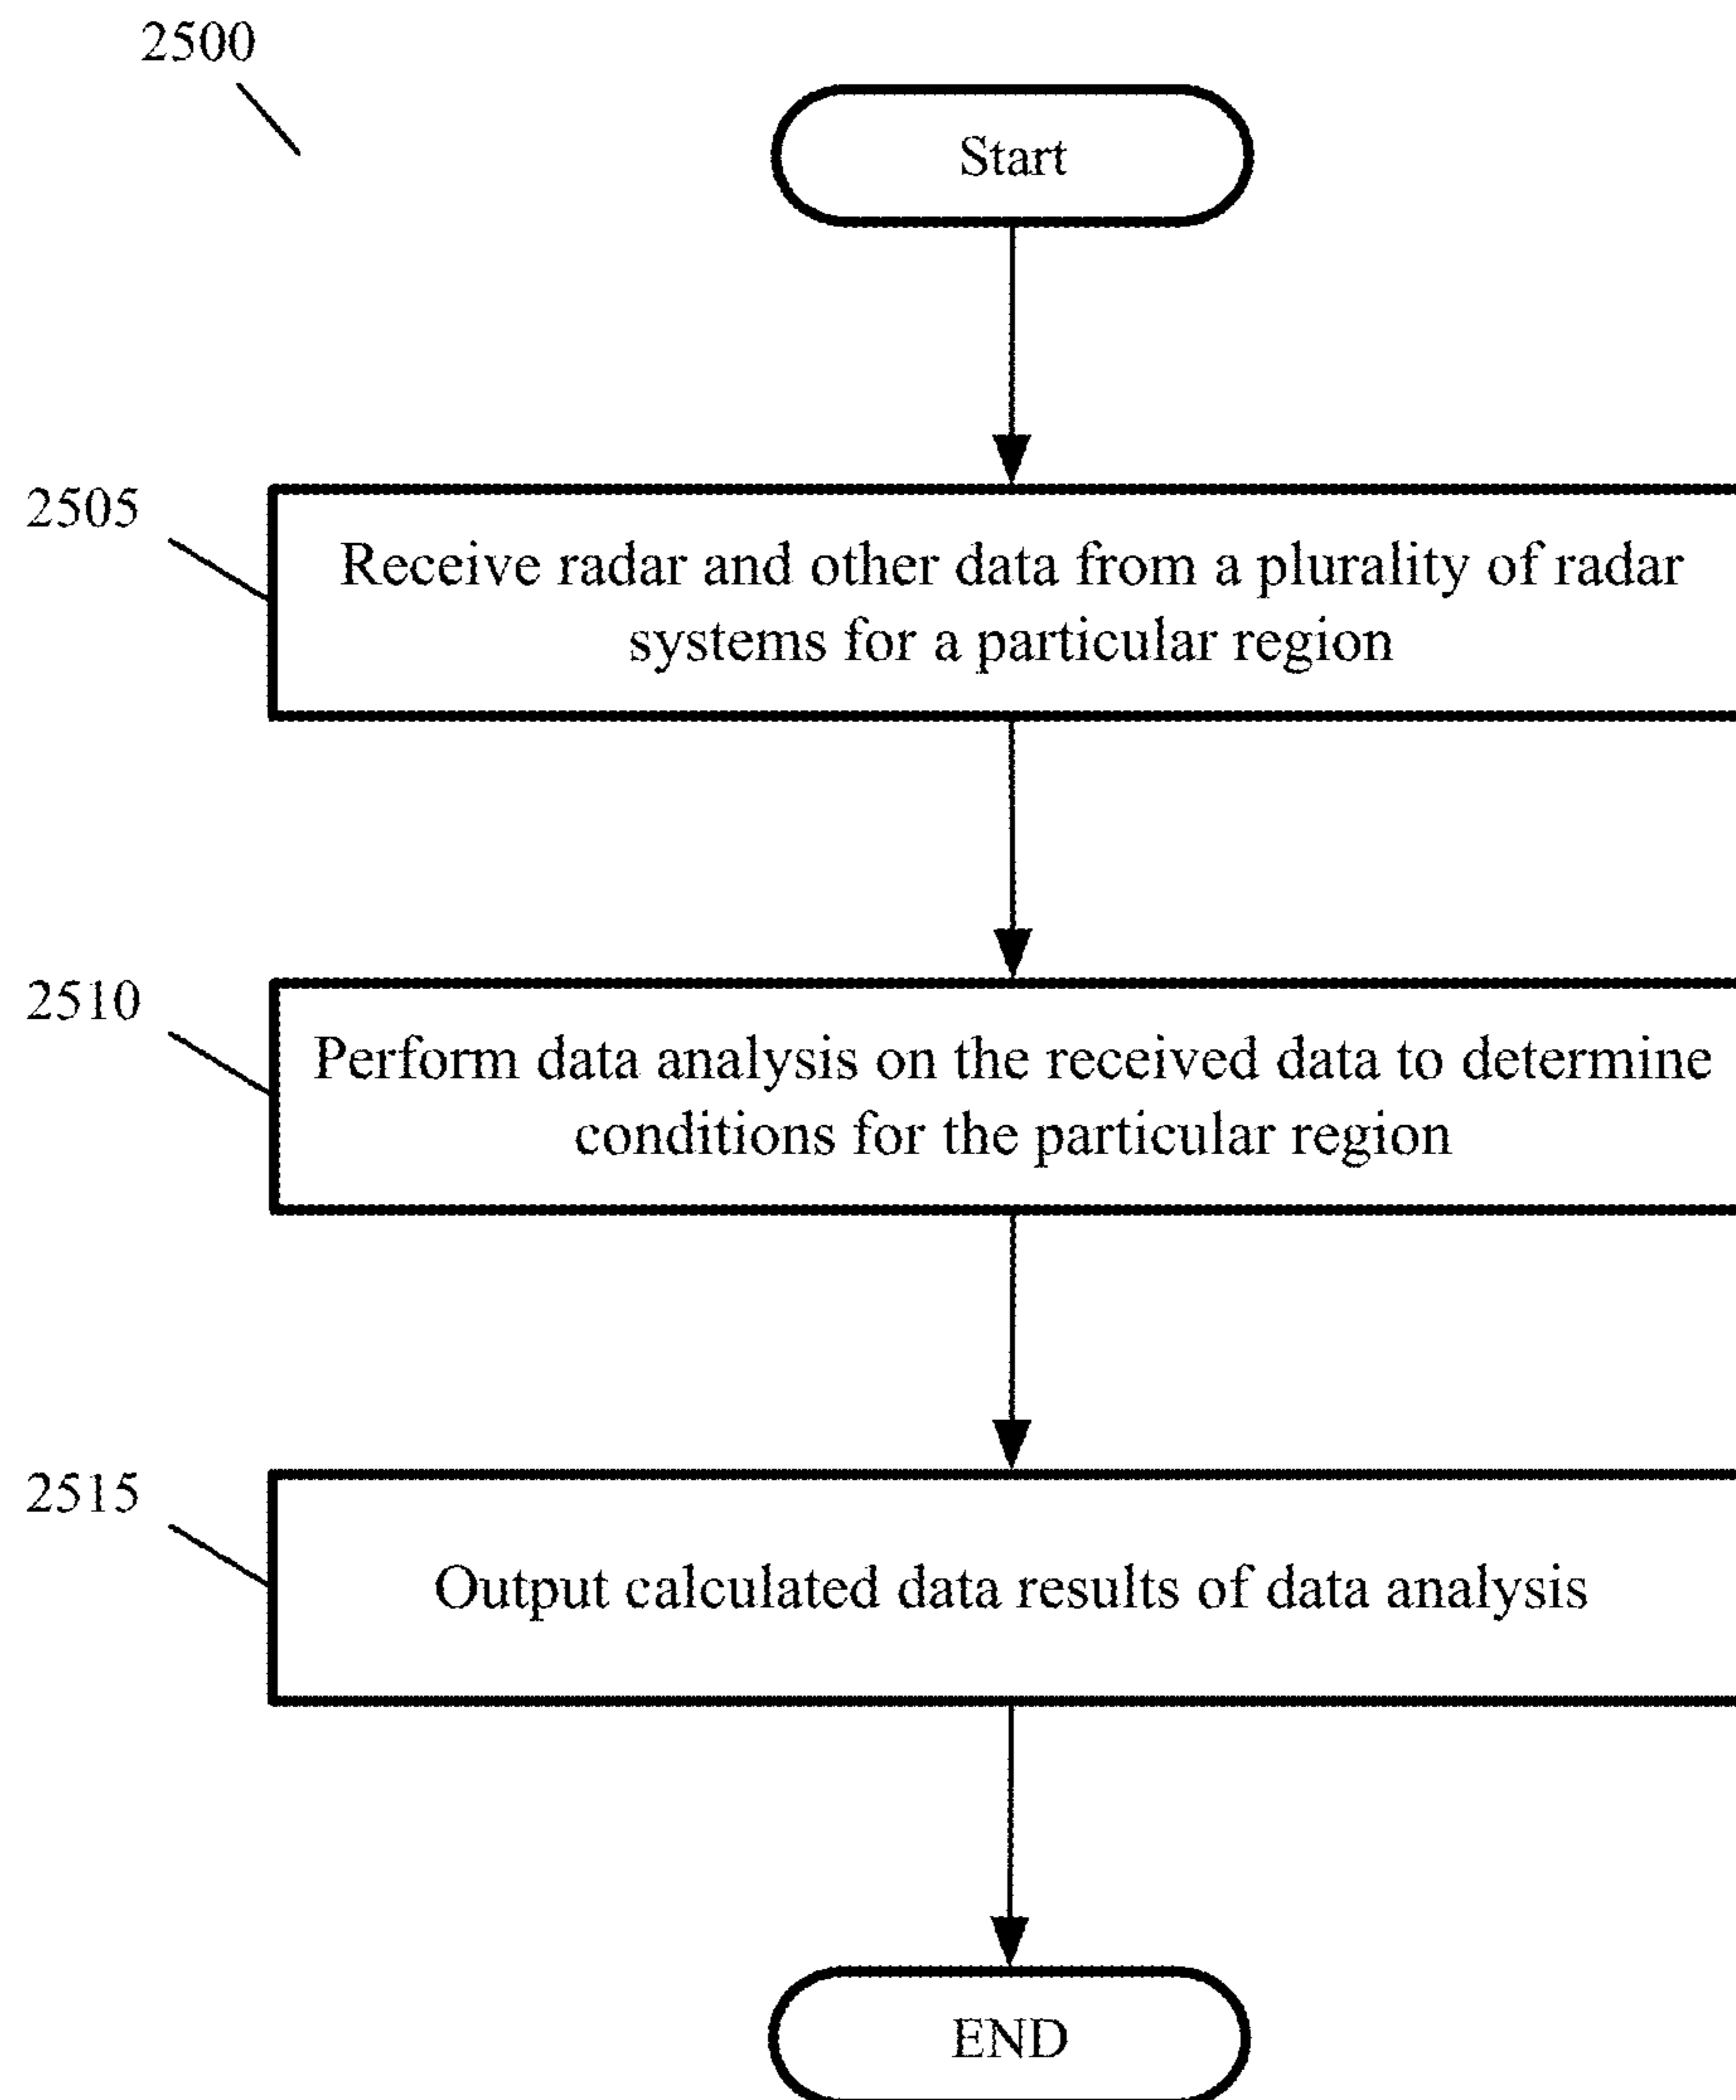 2500
Start
2505
Receive radar and other data from a plurality of radar
systems for a particular region
2510
Perform data analysis on the received data to determine
conditions for the particular region
2515
Output calculated data results of data analysis
END